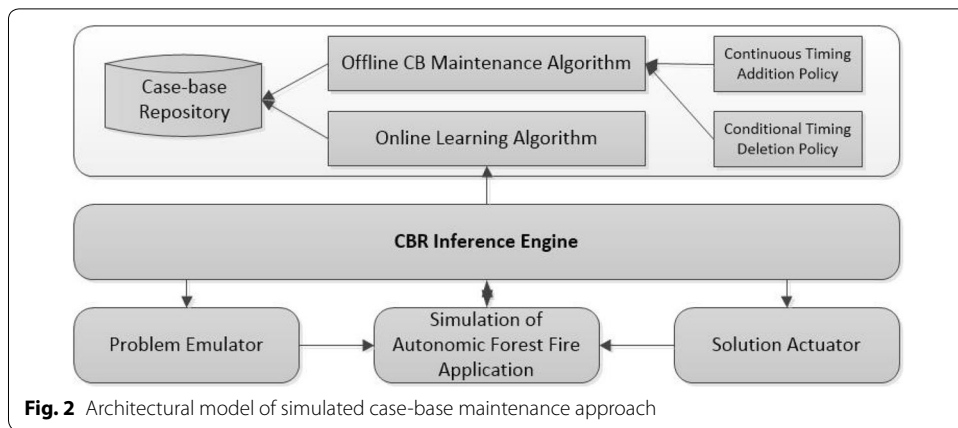 Case-base
Repository
Offline CB Maintenance Algorithm
Online Learning Algorithm
Continuous Timing
Addition Policy
Conditional Timing
Deletion Policy
CBR Inference Engine
Problem Emulator
Simulation of
Autonomic Forest Fire
Application
Solution Actuator
Fig. 2 Architectural model of simulated case-base maintenance approach